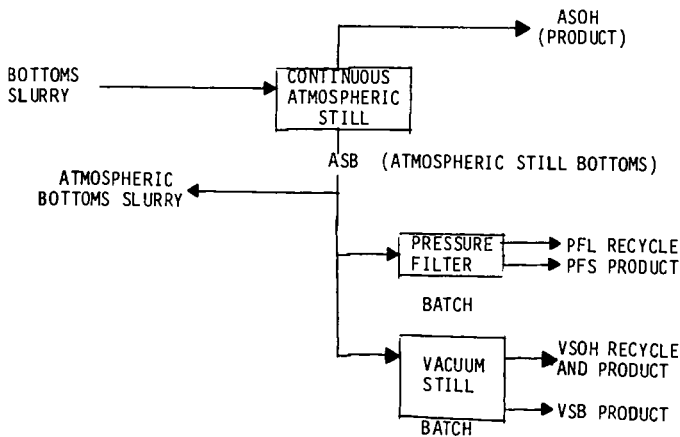 ASOH
(PRODUCT)
BOTTOMS
SLURRY
CONTINUOUS
ATMOSPHERIC
STILL
ASB (ATMOSPHERIC STILL BOTTOMS)
ATMOSPHERIC
BOTTOMS SLURRY
PRESSURE
FILTER
PFL RECYCLE
PFS PRODUCT
BATCH
VACUUM
STILL
VSOH RECYCLE
AND PRODUCT
VSB PRODUCT
BATCH